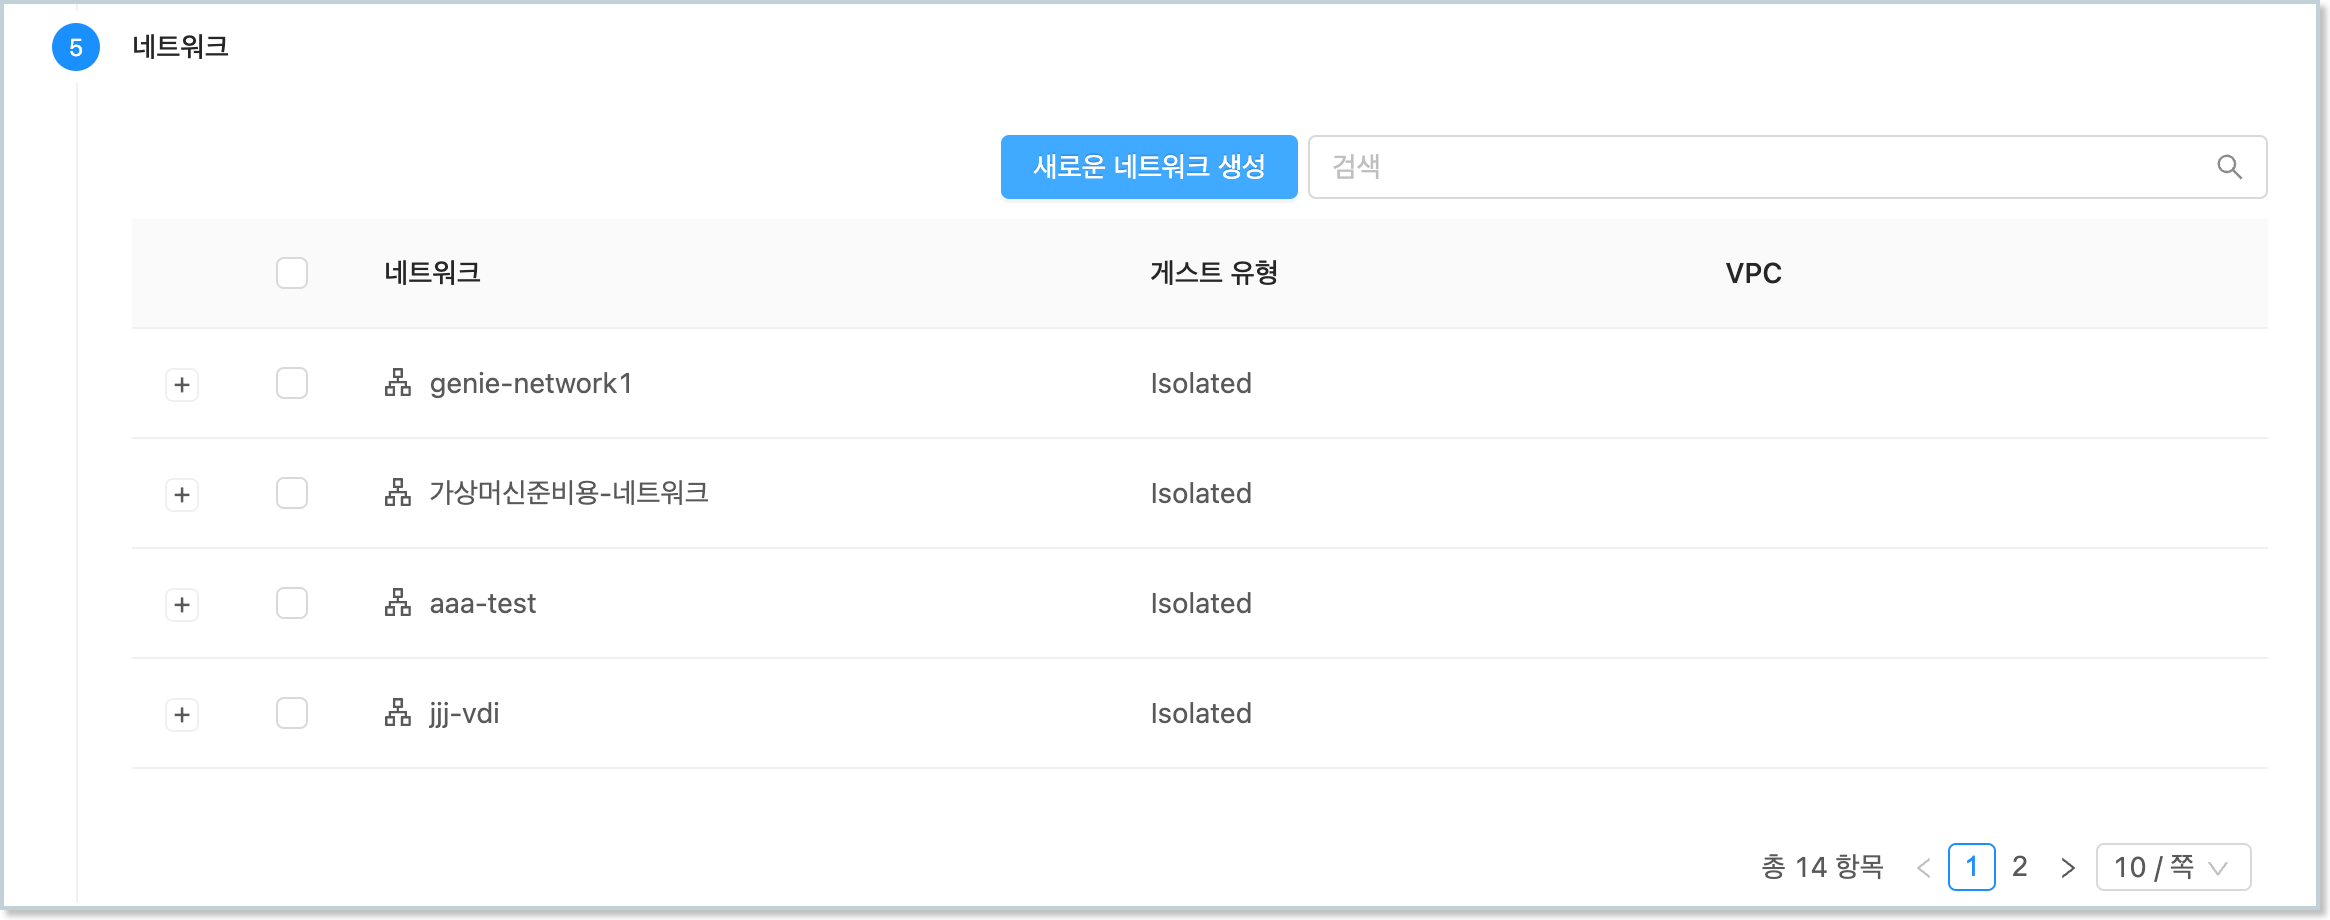 5 네트워크
새로운 네트워크 생성 검색
네트워크 게스트 유형 VPC
genie-network1 Isolated
가상머신준비용-네트워크 Isolated
aaa-test Isolated
jjj-vdi Isolated
총 14 항목 < 1 2 > 10 / 쪽